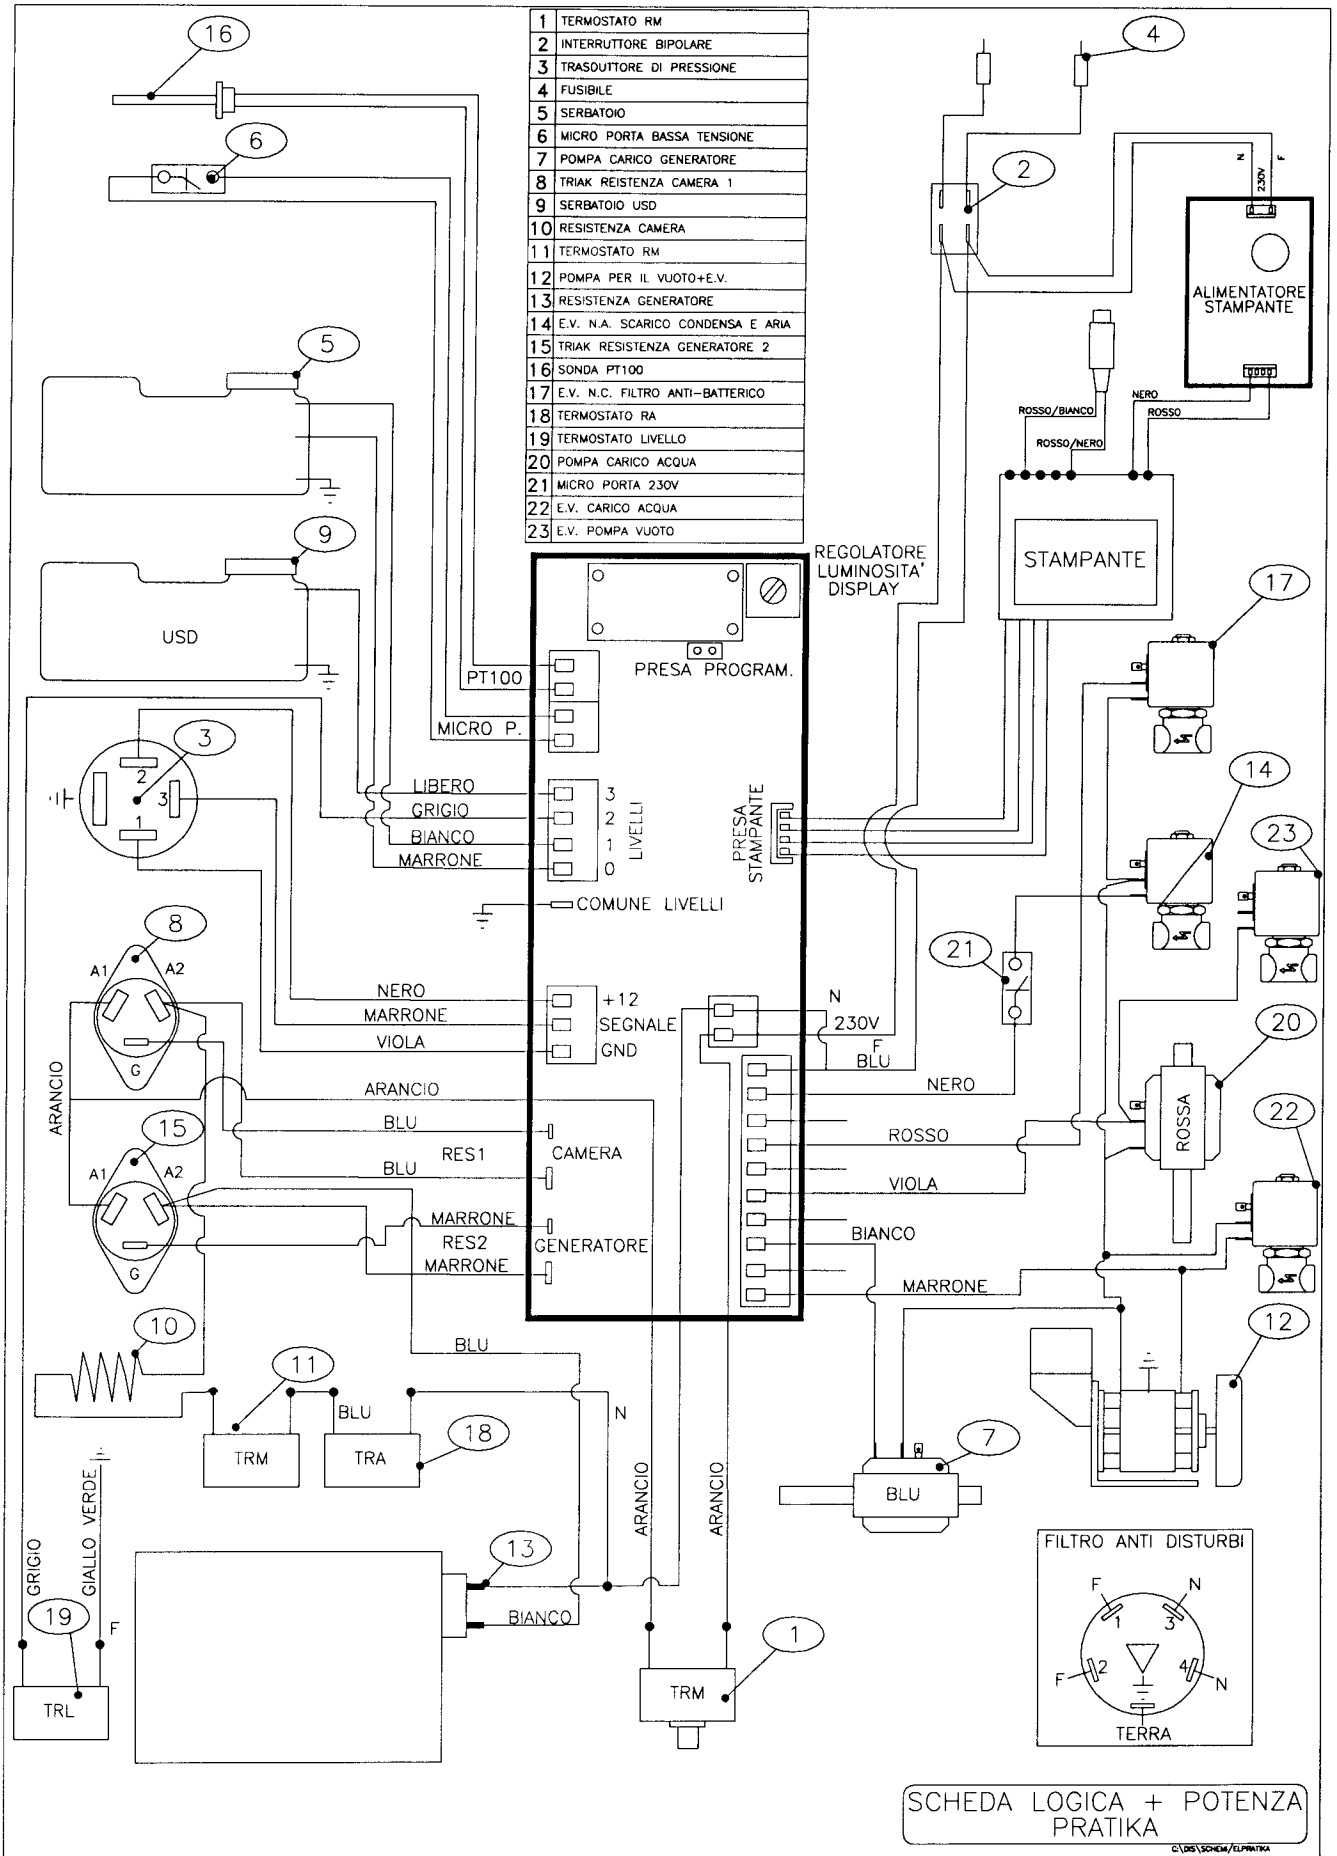 1 TERMOSTATO RM
2 INTERRUTTORE BIPOLARE
3 TRASDUTTORE DI PRESSIONE
4 FUSIBILE
5 SERBATOIO
6 MICRO PORTA BASSA TENSIONE
7 POMPA CARICO GENERATORE
8 TRIAK REISTENZA CAMERA 1
9 SERBATOIO USD
10 RESISTENZA CAMERA
11 TERMOSTATO RM
12 POMPA PER IL VUOTO+E.V.
13 RESISTENZA GENERATORE
14 E.V. N.A. SCARICO CONDENSA E ARIA
15 TRIAK RESISTENZA GENERATORE 2
16 SONDA PT100
17 E.V. N.C. FILTRO ANTI-BATTERICO
18 TERMOSTATO RA
19 TERMOSTATO LIVELLO
20 POMPA CARICO ACQUA
21 MICRO PORTA 230V
22 E.V. CARICO ACQUA
23 E.V. POMPA VUOTO
16
6
5
9
USD
3
2
3
1
8
A1 A2
G
ARANCIO
15
A1 A2
G
10
11
TRM
BLU
18
TRA
N
GRIGIO
GIALLO VERDE
F
19
TRL
13
BIANCO
BLU
PT100
MICRO P.
LIBERO
GRIGIO
BIANCO
MARRONE
3
2
1
0
LIVELLI
COMUNE LIVELLI
NERO
MARRONE
VIOLA
+12
SEGNALE
GND
ARANCIO
BLU
RES1
CAMERA
BLU
MARRONE
RES2
GENERATORE
MARRONE
PRESA PROGRAM.
REGOLATORE
LUMINOSITA'
DISPLAY
PRESA
STAMPANTE
N
230V
F
BLU
NERO
ROSSO
VIOLA
BIANCO
MARRONE
ARANCIO
ARANCIO
1
TRM
4
2
N
230V
F
ALIMENTATORE
STAMPANTE
NERO
ROSSO
ROSSO/BIANCO
ROSSO/NERO
STAMPANTE
17
14
23
21
20
ROSSA
22
12
7
BLU
FILTRO ANTI DISTURBI
F N
1 3
F 2 4 N
TERRA
SCHEDA LOGICA + POTENZA
PRATIKA
C:\DIS\SCHEMI/ELPRATIKA